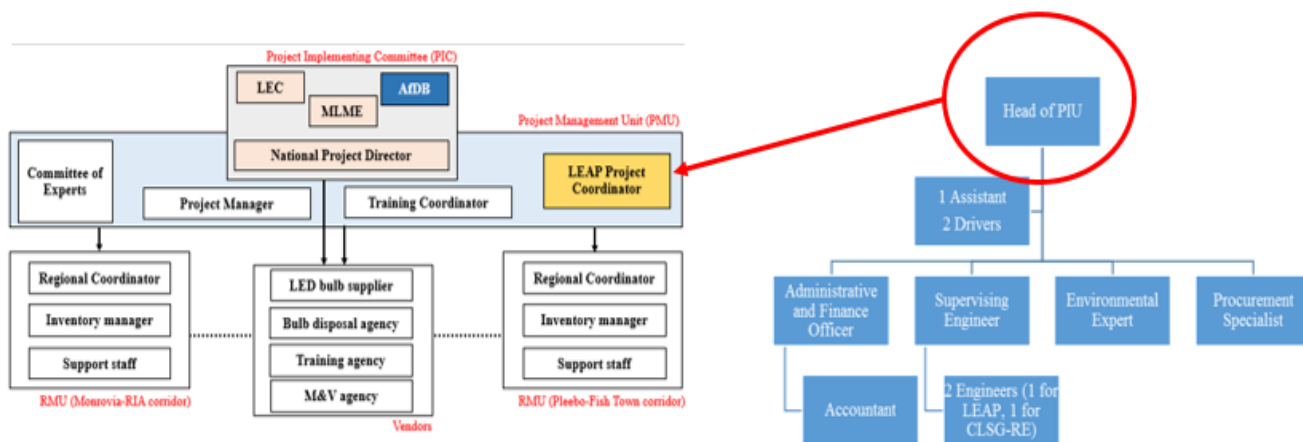 Project Implementing Committee (PIC)
LEC
AfDB
MLME
Project Management Unit (PMU)
National Project Director
Committee of
Experts
LEAP Project
Coordinator
Project Manager
Training Coordinator
Regional Coordinator
Inventory manager
Support staff
RMU (Monrovia-RIA corridor)
LED bulb supplier
Bulb disposal agency
Training agency
M&V agency
Vendors
Regional Coordinator
Inventory manager
Support staff
RMU (Pleebo-Fish Town corridor)
Head of PIU
1 Assistant
2 Drivers
Administrative
and Finance
Officer
Supervising
Engineer
Environmental
Expert
Procurement
Specialist
Accountant
2 Engineers (1 for
LEAP, 1 for
CLSG-RE)